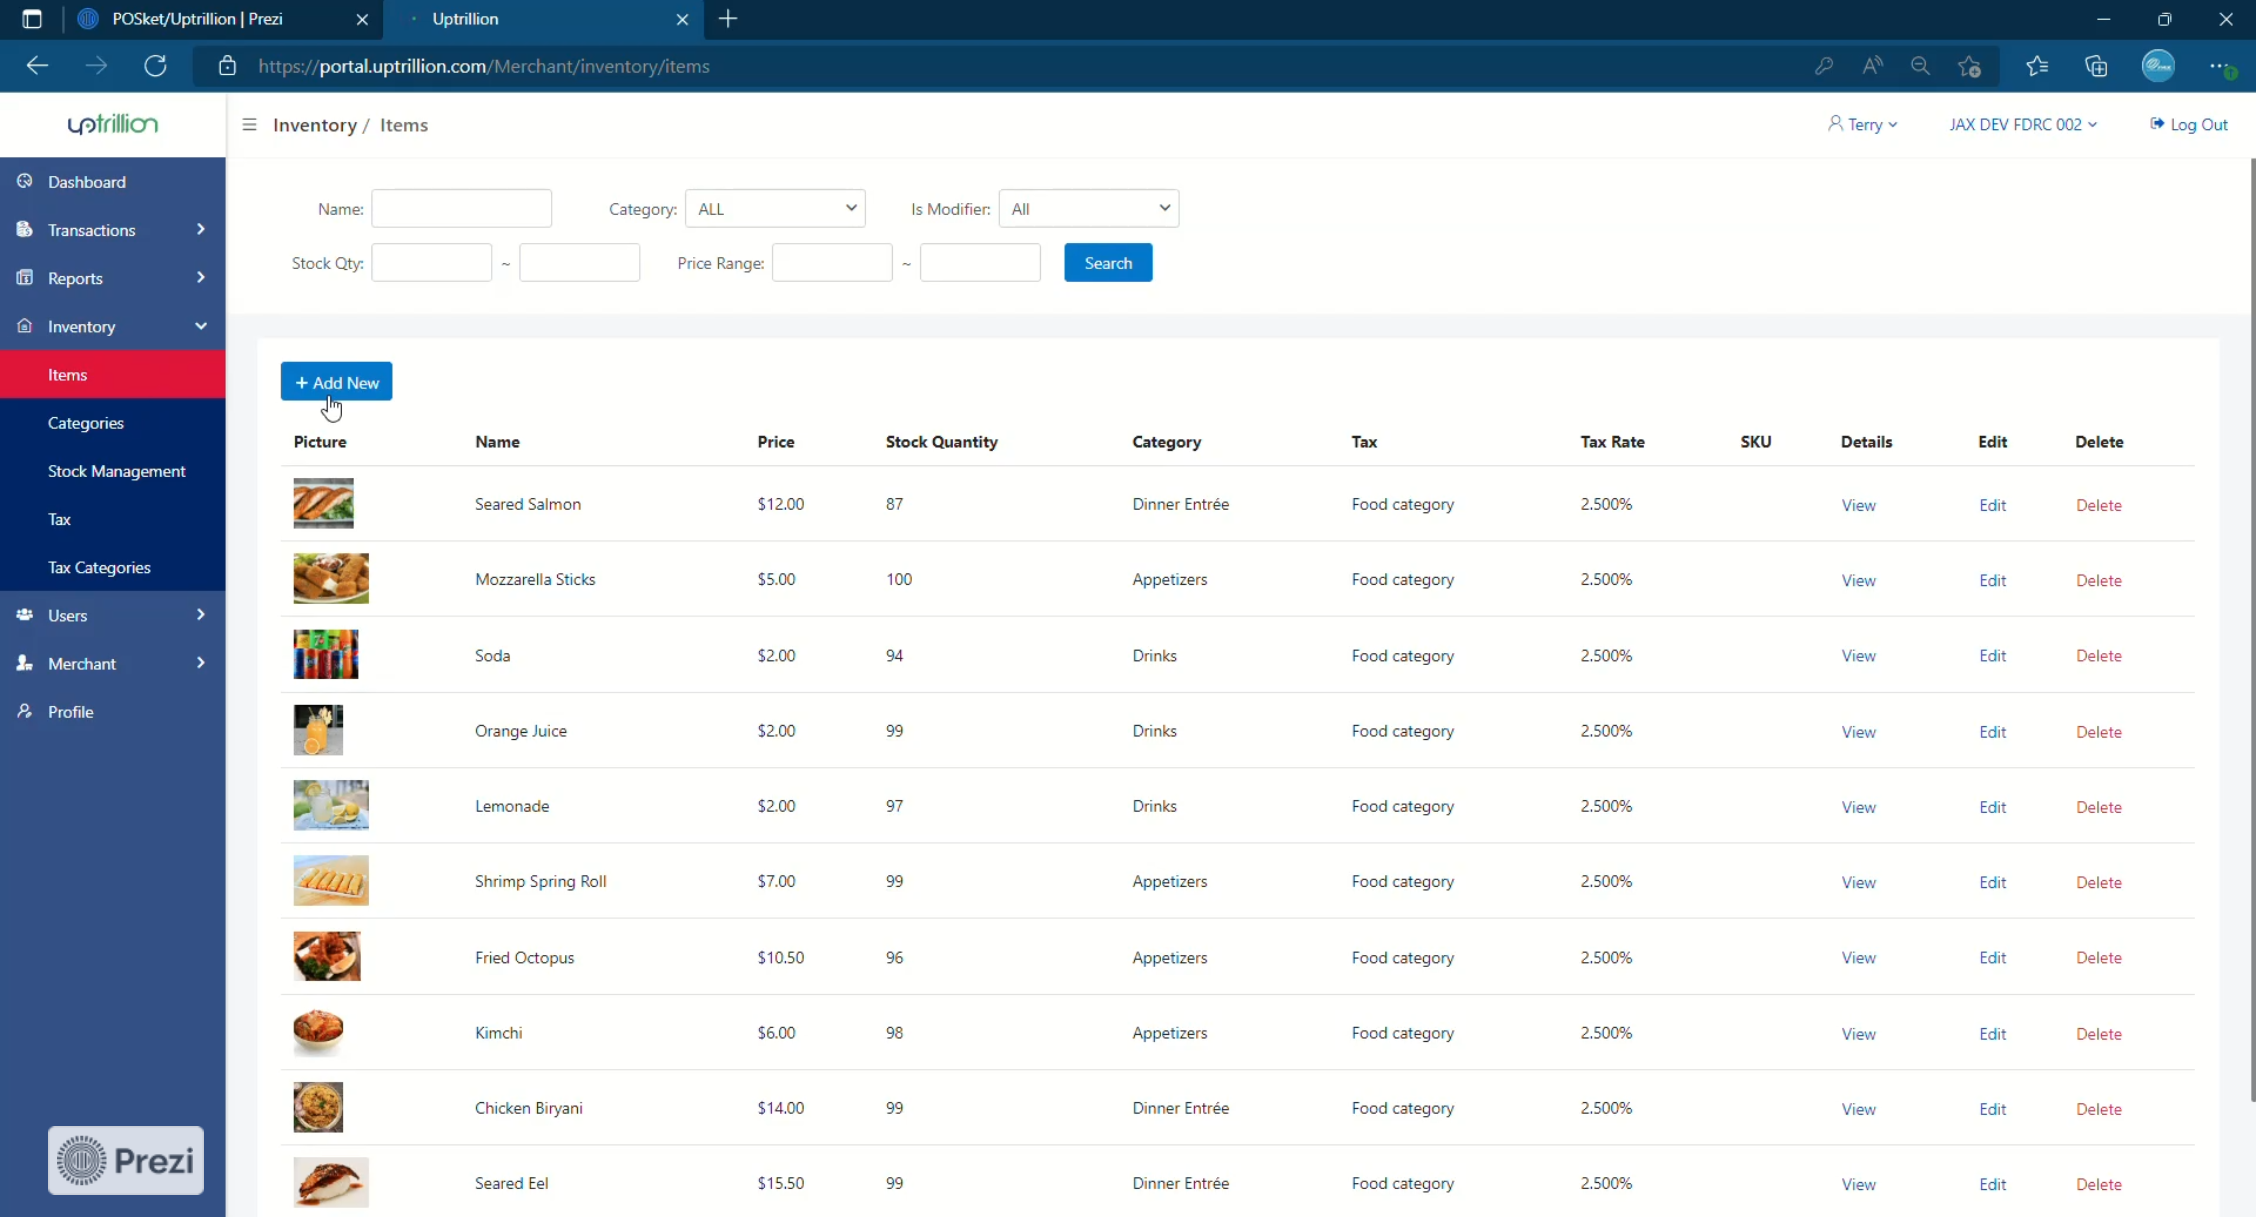 POSket/Uptrillion | Prezi
Uptrillion
https://portal.uptrillion.com/Merchant/inventory/items
uptrillion
Inventory / Items
Terry
JAX DEV FDRC 002
Log Out
Dashboard
Transactions
Reports
Inventory
Items
Categories
Stock Management
Tax
Tax Categories
Users
Merchant
Profile
Prezi
Name: Category: ALL Is Modifier: All
Stock Qty: ~ Price Range: ~ Search
+ Add New
Picture Name Price Stock Quantity Category Tax Tax Rate SKU Details Edit Delete
Seared Salmon $12.00 87 Dinner Entrée Food category 2.500% View Edit Delete
Mozzarella Sticks $5.00 100 Appetizers Food category 2.500% View Edit Delete
Soda $2.00 94 Drinks Food category 2.500% View Edit Delete
Orange Juice $2.00 99 Drinks Food category 2.500% View Edit Delete
Lemonade $2.00 97 Drinks Food category 2.500% View Edit Delete
Shrimp Spring Roll $7.00 99 Appetizers Food category 2.500% View Edit Delete
Fried Octopus $10.50 96 Appetizers Food category 2.500% View Edit Delete
Kimchi $6.00 98 Appetizers Food category 2.500% View Edit Delete
Chicken Biryani $14.00 99 Dinner Entrée Food category 2.500% View Edit Delete
Seared Eel $15.50 99 Dinner Entrée Food category 2.500% View Edit Delete